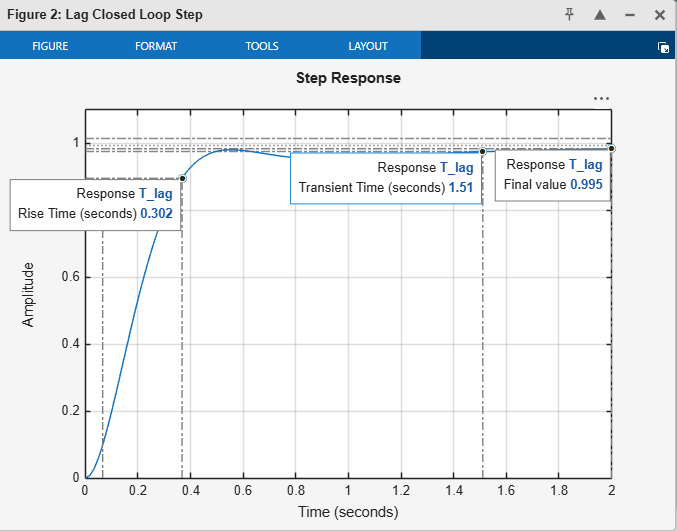 Figure 2: Lag Closed Loop Step
FIGURE FORMAT TOOLS LAYOUT
Step Response
Response T_lag
Rise Time (seconds) 0.302
Response T_lag
Transient Time (seconds) 1.51
Response T_lag
Final value 0.995
Amplitude
1
0.6
0.4
0.2
0
0 0.2 0.4 0.6 0.8 1 1.2 1.4 1.6 1.8 2
Time (seconds)